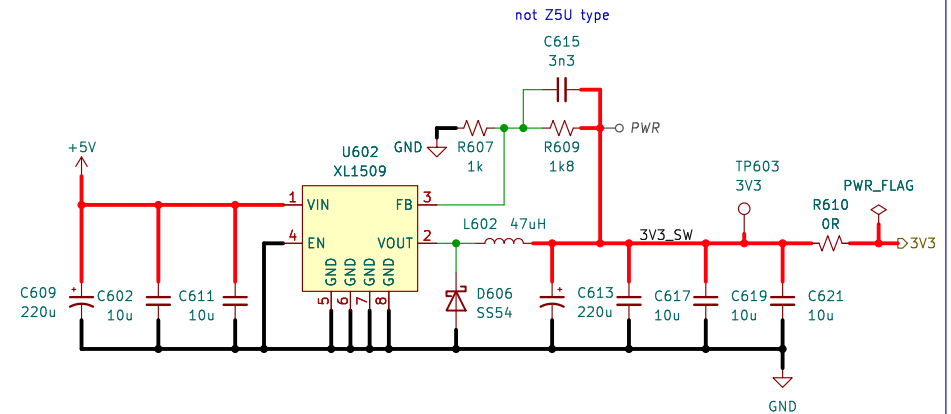 not Z5U type
C615
3n3
PWR
GND
R607
1k
R609
1k8
+5V
U602
XL1509
1
VIN
FB
3
4
EN
VOUT
2
GND
GND
GND
GND
5
6
7
8
L602
47uH
3V3_SW
TP603
3V3
PWR_FLAG
R610
0R
3V3
C609
220u
C602
10u
C611
10u
D606
SS54
C613
220u
C617
10u
C619
10u
C621
10u
GND